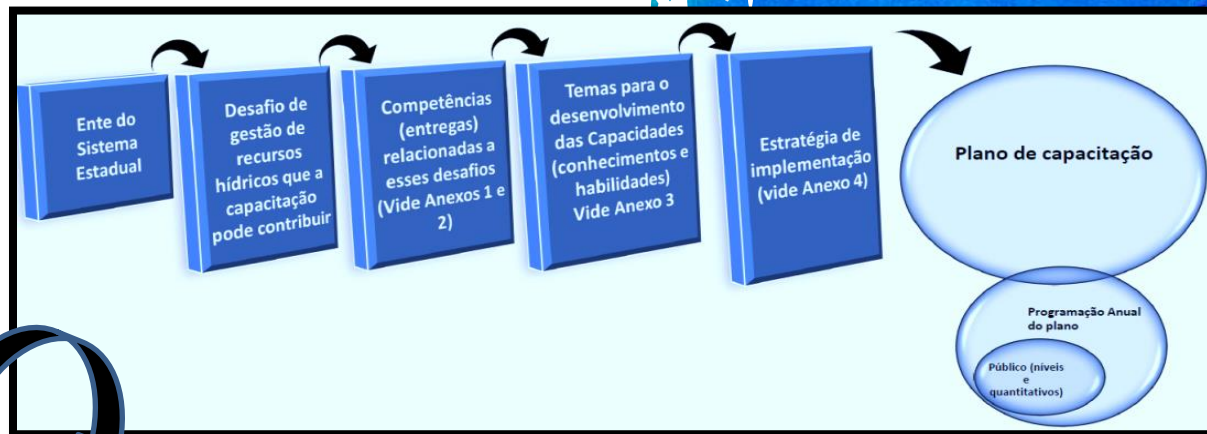 Ente do
Sistema
Estadual
Desafio de
gestão de
recursos
hídricos que a
capacitação
pode contribuir
Competências
(entregas)
relacionadas a
esses desafios
(Vide Anexos 1 e
2)
Temas para o
desenvolvimento
das Capacidades
(conhecimentos e
habilidades)
Vide Anexo 3
Estratégia de
implementação
(vide Anexo 4)
Plano de capacitação
Programação Anual
do plano
Público (níveis
e
quantitativos)